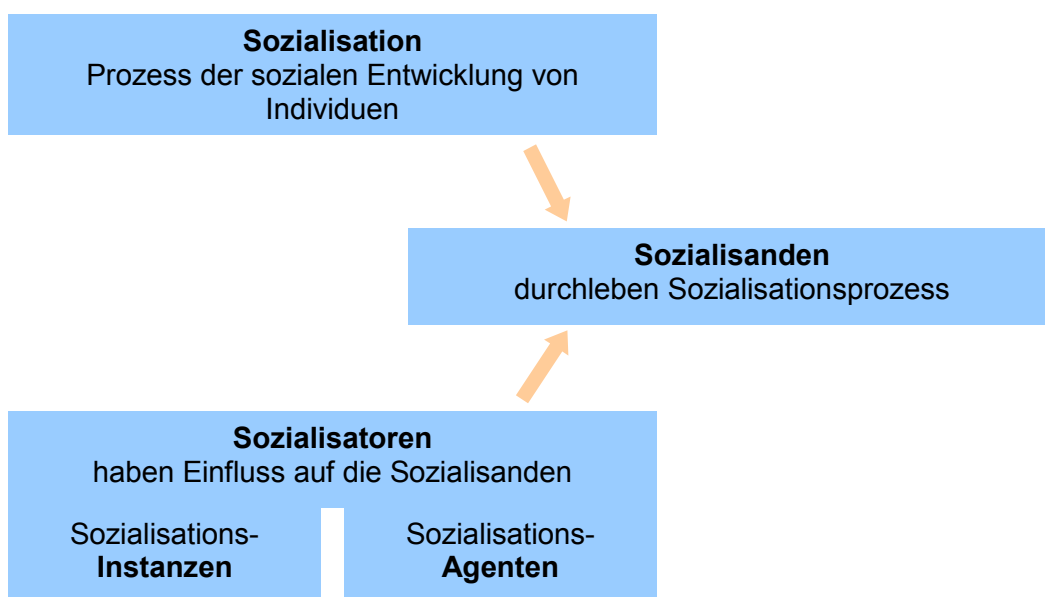 Sozialisation
Prozess der sozialen Entwicklung von
Individuen
Sozialisanden
durchleben Sozialisationsprozess
Sozialisatoren
haben Einfluss auf die Sozialisanden
Sozialisations-
Instanzen
Sozialisations-
Agenten